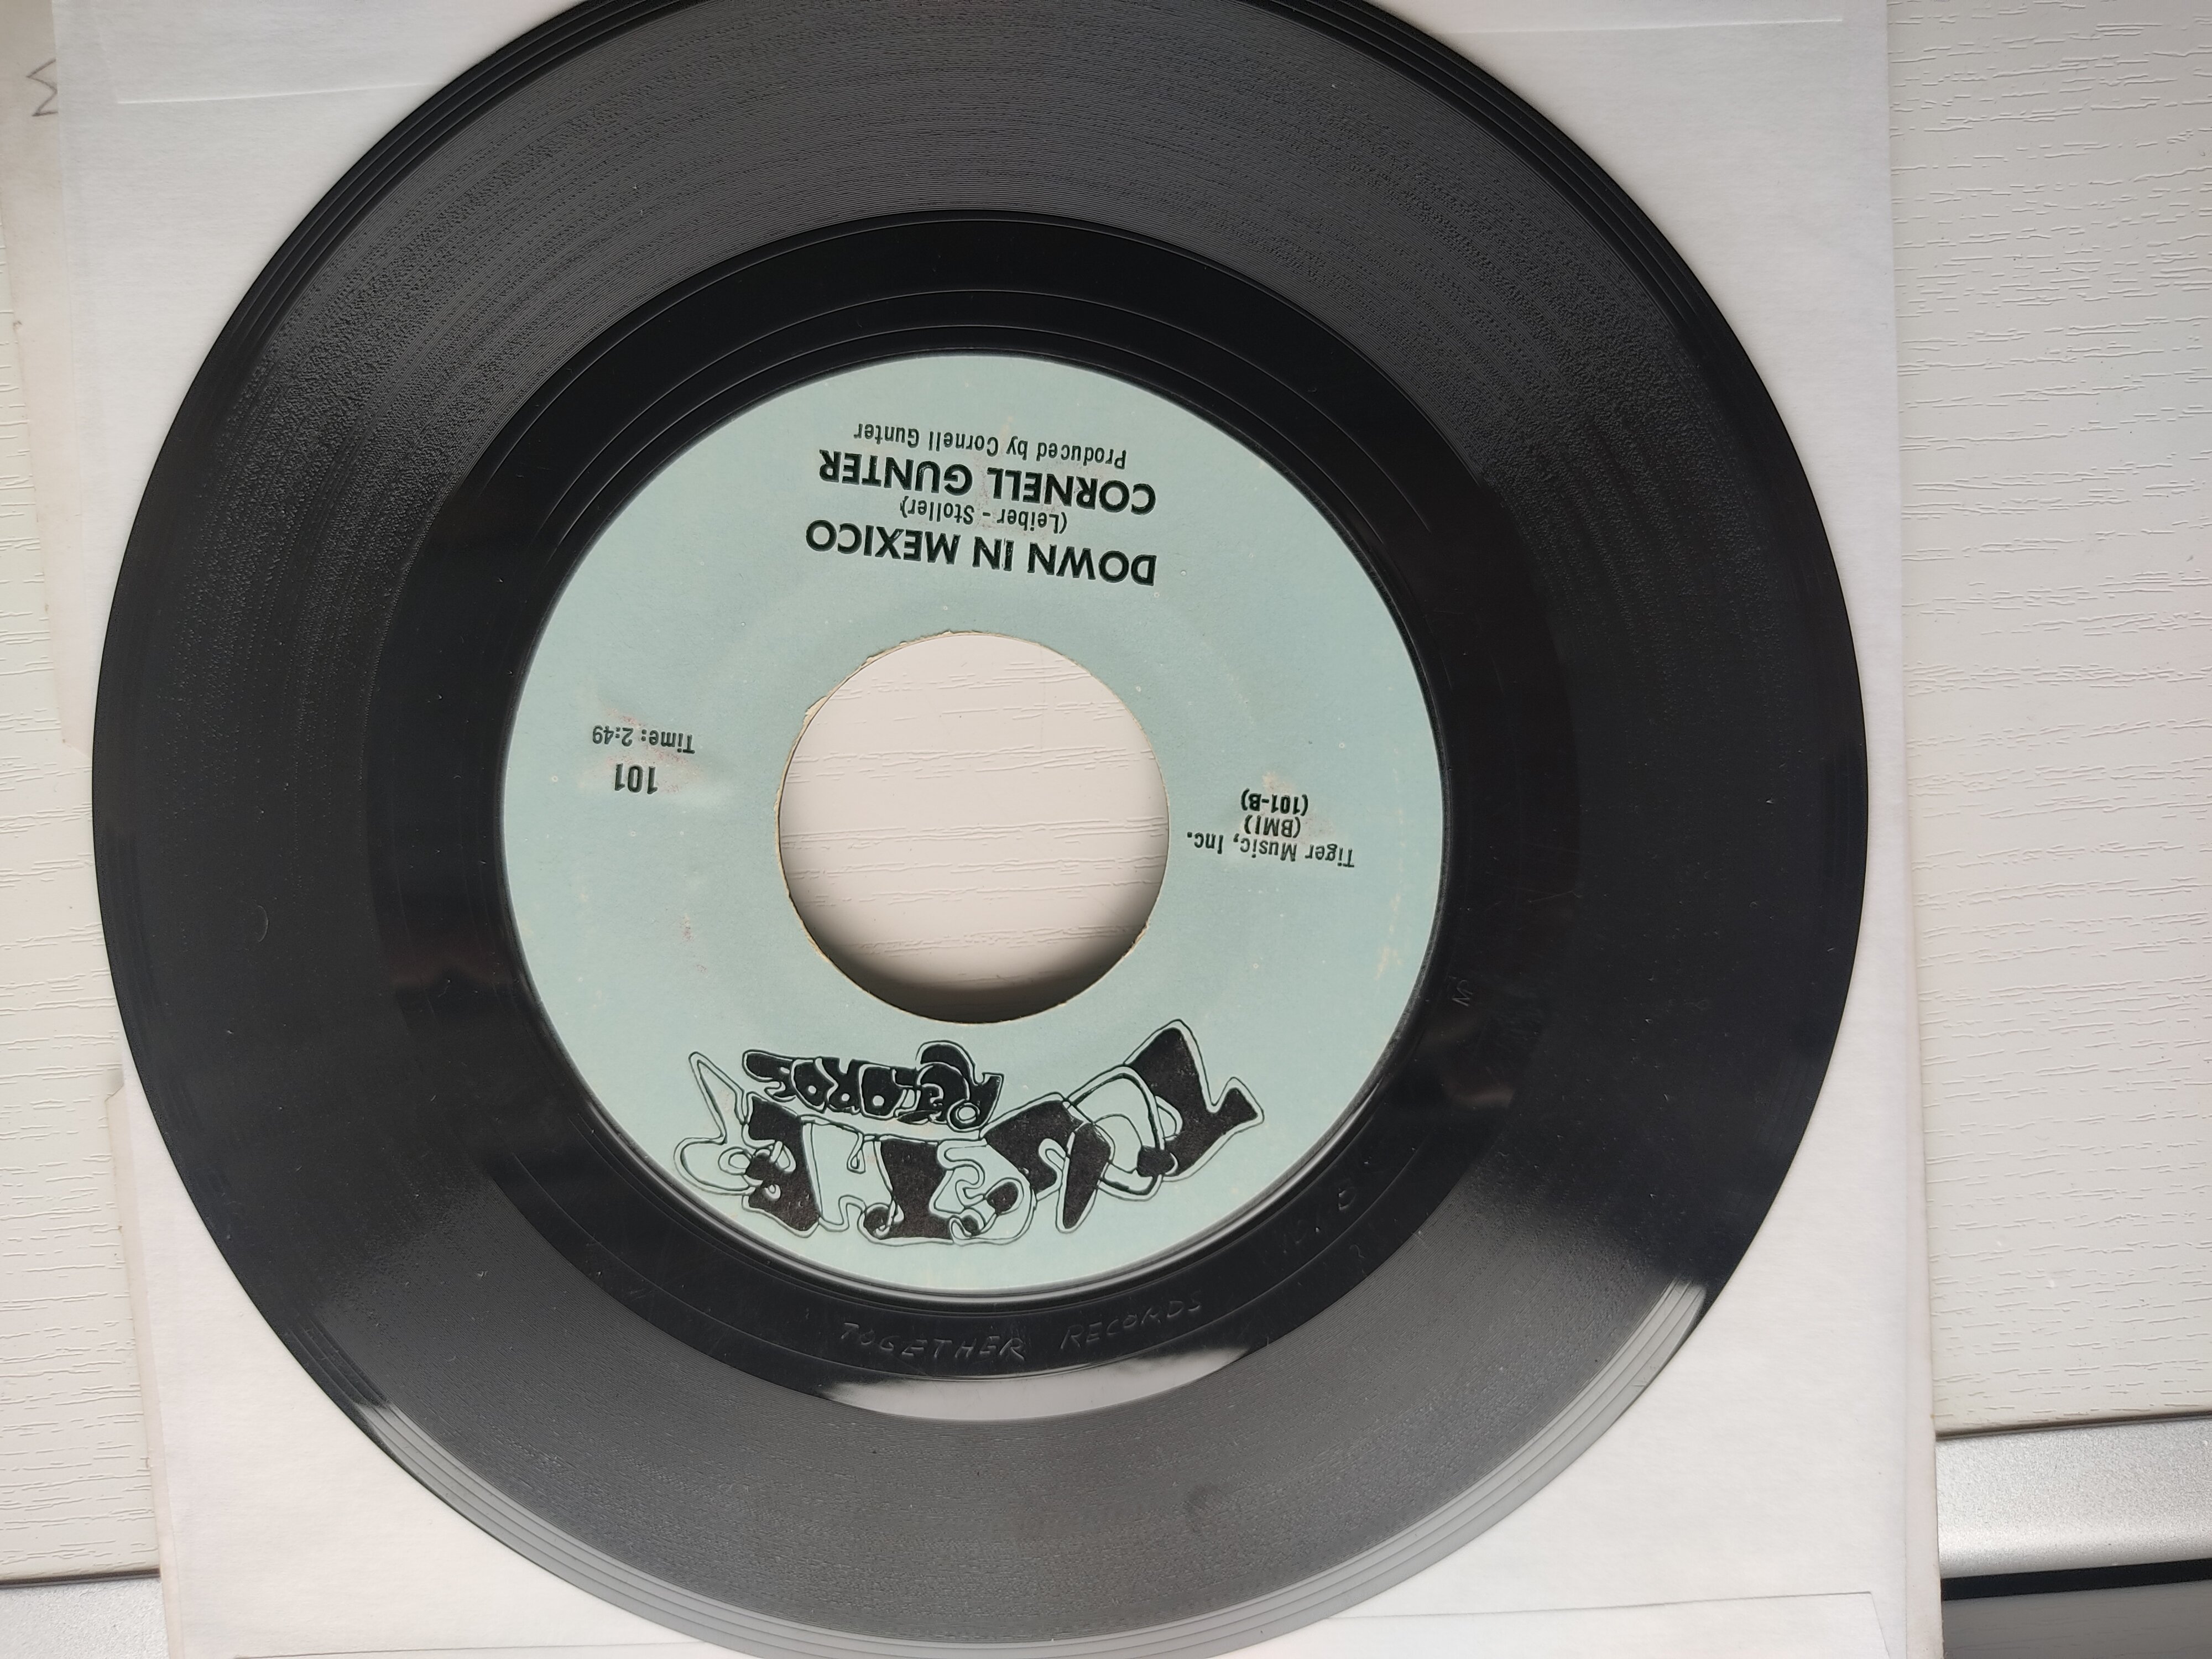 TOGETHER
RECORDS
Tiger Music, Inc.
(BMI)
(101-B)
101
Time: 2:49
DOWN IN MEXICO
(Leiber - Stoller)
CORNELL GUNTER
Produced by Cornell Gunter
TOGETHER RECORDS